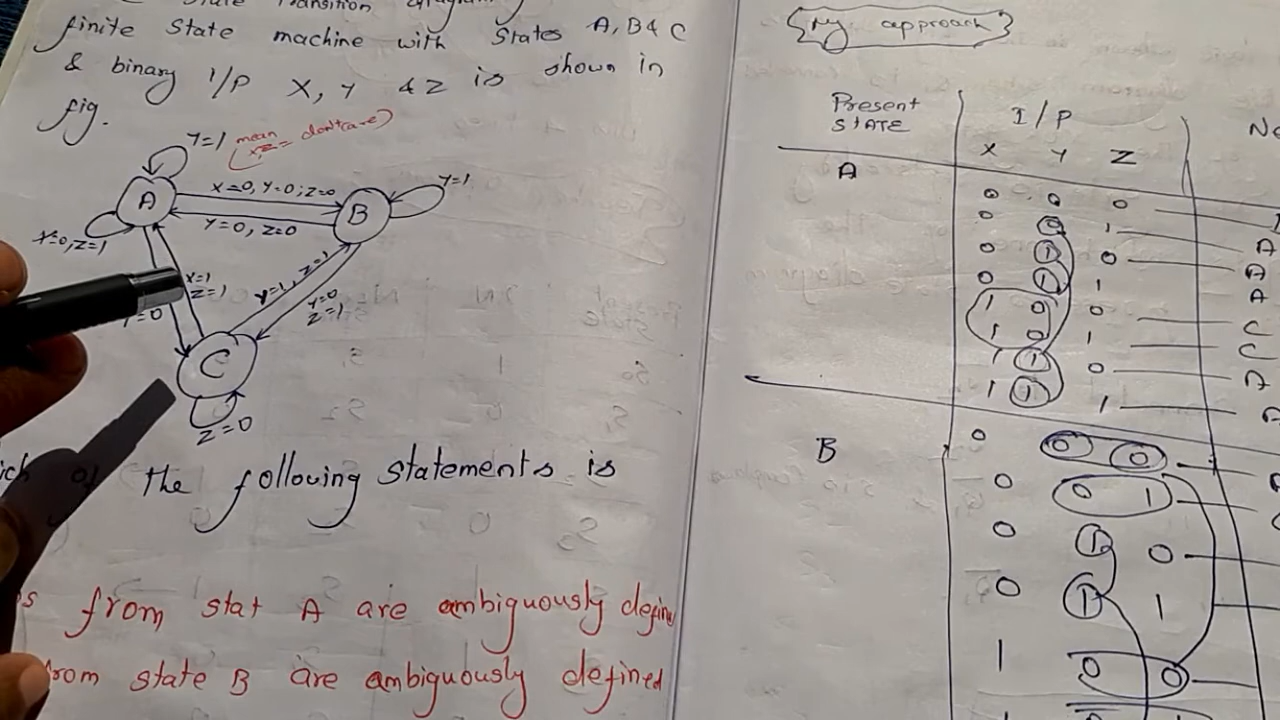 State Transition diagram
finite State machine with States A, B & C
& binary I/P X, Y & Z is shown in
fig.
Y=1
mean
(x,z = don't care)
A
X=0, Y=0; Z=0
B
Y=1
Y=0, Z=0
X=0, Z=1
X=1
Z=1
Y=0
Y=1, Z=1
Y=0
Z=1
C
Z=0
the following statements is
from stat A are ambiguously
from state B are ambiguously defined
My approach
Present
STATE
I/P
X Y Z
A
0 0 0
0 0 1 A
0 1 0 A
0 1 1 A
1 0 0 C
1 0 1 C
1 1 0
1 1 1
B
0 0 0
0 0 1
0 1 0
0 1 1
1 0 0